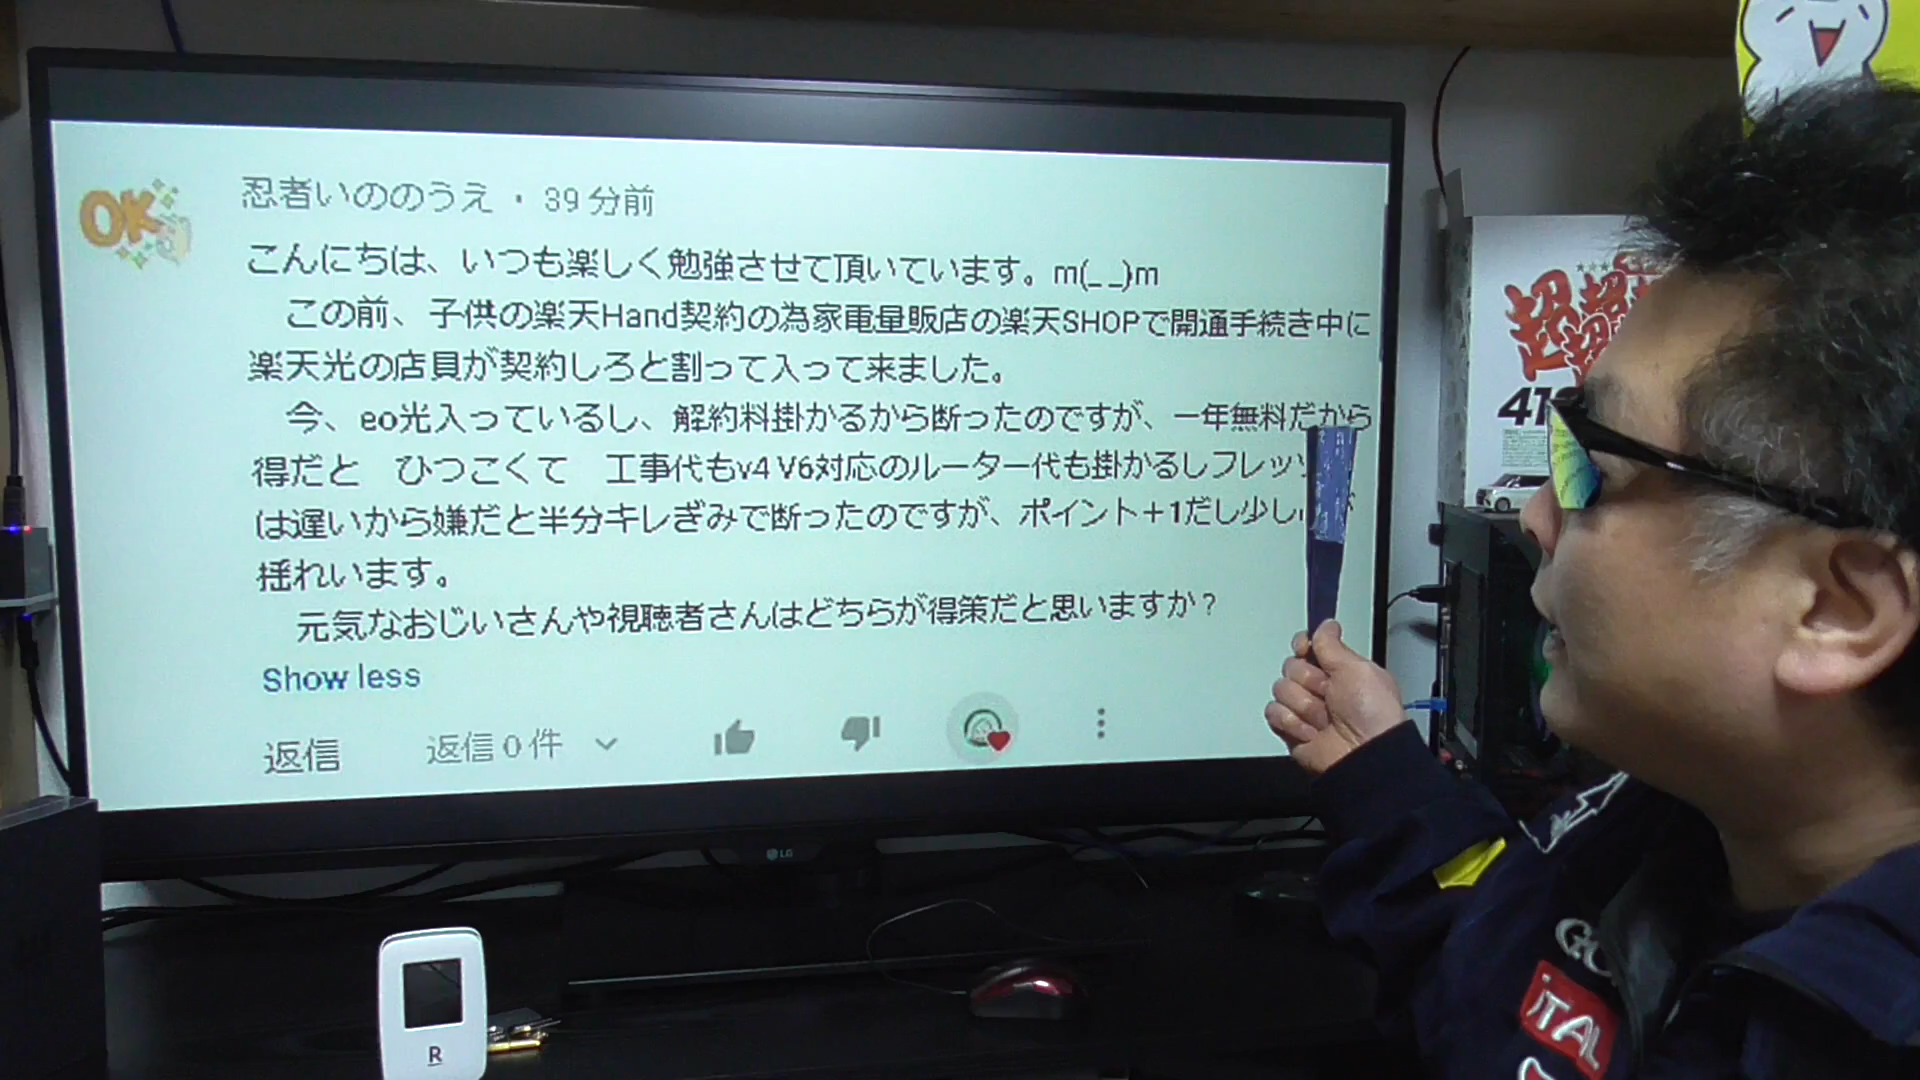 忍者いののうえ・39分前
こんにちは、いつも楽しく勉強させて頂いています。m(_ _)m
この前、子供の楽天Hand契約の為家電量販店の楽天SHOPで開通手続き中に
楽天光の店員が契約しろと割って入って来ました。
今、eo光入っているし、解約料掛かるから断ったのですが、一年無料だから
得だと　ひつこくて　工事代もv4 V6対応のルーター代も掛かるしフレッツ
は遅いから嫌だと半分キレぎみで断ったのですが、ポイント＋1だし少し
揺れいます。
元気なおじいさんや視聴者さんはどちらが得策だと思いますか？
Show less
返信 返信0件
OK
LG
R
iTAL